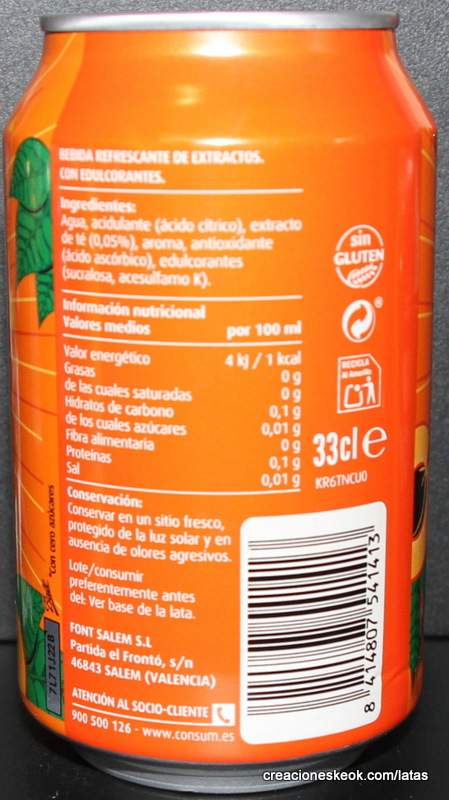 BEBIDA REFRESCANTE DE EXTRACTOS.
CON EDULCORANTES.
Ingredientes:
Agua, acidulante (ácido cítrico), extracto
de té (0,05%), aroma, antioxidante
(ácido ascórbico), edulcorantes
(sucralosa, acesulfamo K).
Información nutricional
Valores medios por 100 ml
Valor energético 4 kj / 1 kcal
Grasas 0 g
de las cuales saturadas 0 g
Hidratos de carbono 0,1 g
de los cuales azúcares 0,01 g
Fibra alimentaria 0 g
Proteínas 0,1 g
Sal 0,01 g
Conservación:
Conservar en un sitio fresco,
protegido de la luz solar y en
ausencia de olores agresivos.
Lote/consumir
preferentemente antes
del: Ver base de la lata.
FONT SALEM S.L
Partida el Frontó, s/n
46843 SALEM (VALENCIA)
ATENCIÓN AL SOCIO-CLIENTE
900 500 126 - www.consum.es
sin
GLUTEN
®
RECICLA
33cl e
KR6TNCU0
8 414807 541413
*Con cero azúcares
7L71J22B
creacioneskeok.com/latas